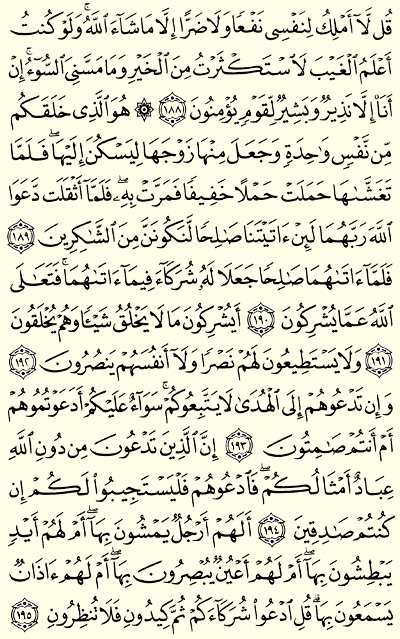 قُل لَّآ أَمْلِكُ لِنَفْسِى نَفْعًا وَلَا ضَرًّا إِلَّا مَا شَآءَ ٱللَّهُ ۚ وَلَوْ كُنتُ
أَعْلَمُ ٱلْغَيْبَ لَٱسْتَكْثَرْتُ مِنَ ٱلْخَيْرِ وَمَا مَسَّنِىَ ٱلسُّوٓءُ ۚ إِنْ
أَنَا۠ إِلَّا نَذِيرٌ وَبَشِيرٌ لِّقَوْمٍ يُؤْمِنُونَ ١٨٨ ۞ هُوَ ٱلَّذِى خَلَقَكُم
مِّن نَّفْسٍ وَٰحِدَةٍ وَجَعَلَ مِنْهَا زَوْجَهَا لِيَسْكُنَ إِلَيْهَا ۖ فَلَمَّا
تَغَشَّىٰهَا حَمَلَتْ حَمْلًا خَفِيفًا فَمَرَّتْ بِهِۦ ۖ فَلَمَّآ أَثْقَلَت دَّعَوَا
ٱللَّهَ رَبَّهُمَا لَئِنْ ءَاتَيْتَنَا صَٰلِحًا لَّنَكُونَنَّ مِنَ ٱلشَّٰكِرِينَ ١٨٩
فَلَمَّآ ءَاتَىٰهُمَا صَٰلِحًا جَعَلَا لَهُۥ شُرَكَآءَ فِيمَآ ءَاتَىٰهُمَا ۚ فَتَعَٰلَى
ٱللَّهُ عَمَّا يُشْرِكُونَ ١٩٠ أَيُشْرِكُونَ مَا لَا يَخْلُقُ شَيْـًٔا وَهُمْ يُخْلَقُونَ
١٩١ وَلَا يَسْتَطِيعُونَ لَهُمْ نَصْرًا وَلَآ أَنفُسَهُمْ يَنصُرُونَ ١٩٢
وَإِن تَدْعُوهُمْ إِلَى ٱلْهُدَىٰ لَا يَتَّبِعُوكُمْ ۚ سَوَآءٌ عَلَيْكُمْ أَدَعَوْتُمُوهُمْ
أَمْ أَنتُمْ صَٰمِتُونَ ١٩٣ إِنَّ ٱلَّذِينَ تَدْعُونَ مِن دُونِ ٱللَّهِ
عِبَادٌ أَمْثَالُكُمْ ۖ فَٱدْعُوهُمْ فَلْيَسْتَجِيبُوا۟ لَكُمْ إِن
كُنتُمْ صَٰدِقِينَ ١٩٤ أَلَهُمْ أَرْجُلٌ يَمْشُونَ بِهَآ ۖ أَمْ لَهُمْ أَيْدٍ
يَبْطِشُونَ بِهَآ ۖ أَمْ لَهُمْ أَعْيُنٌ يُبْصِرُونَ بِهَآ ۖ أَمْ لَهُمْ ءَاذَانٌ
يَسْمَعُونَ بِهَا ۗ قُلِ ٱدْعُوا۟ شُرَكَآءَكُمْ ثُمَّ كِيدُونِ فَلَا تُنظِرُونِ ١٩٥